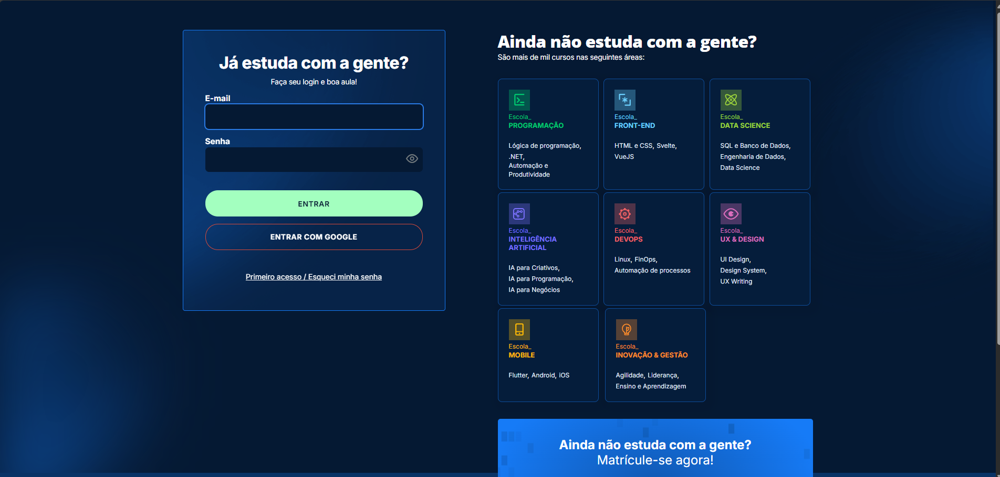 Já estuda com a gente?
Faça seu login e boa aula!
E-mail
Senha
ENTRAR
ENTRAR COM GOOGLE
Primeiro acesso / Esqueci minha senha
Ainda não estuda com a gente?
São mais de mil cursos nas seguintes áreas:
Escola_
PROGRAMAÇÃO
Lógica de programação,
.NET,
Automação e
Produtividade
Escola_
FRONT-END
HTML e CSS, Svelte,
VueJS
Escola_
DATA SCIENCE
SQL e Banco de Dados,
Engenharia de Dados,
Data Science
Escola_
INTELIGÊNCIA
ARTIFICIAL
IA para Criativos,
IA para Programação,
IA para Negócios
Escola_
DEVOPS
Linux, FinOps,
Automação de processos
Escola_
UX & DESIGN
UI Design,
Design System,
UX Writing
Escola_
MOBILE
Flutter, Android, iOS
Escola_
INOVAÇÃO & GESTÃO
Agilidade, Liderança,
Ensino e Aprendizagem
Ainda não estuda com a gente?
Matrícule-se agora!